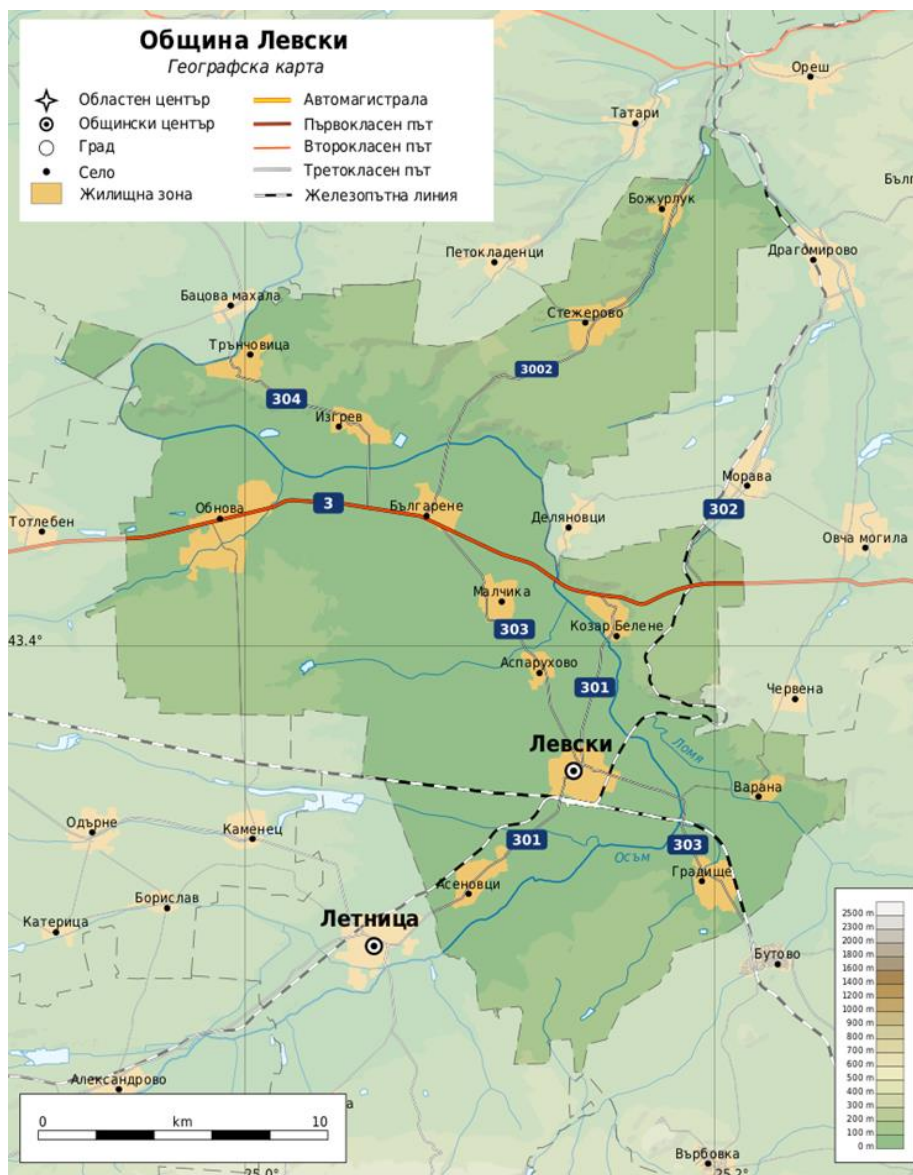 Община Левски
Географска карта
Областен център
Общински център
Град
Село
Жилищна зона
Автомагистрала
Първокласен път
Второкласен път
Третокласен път
Железопътна линия
Ореш
Татари
Бълг
Божурлук
Петокладенци
Драгомирово
Бацова махала
Стежерово
Трънчовица
3002
304
Изгрев
Морава
Обнова
3
Българене
302
Тотлебен
Деляновци
Овча могила
Малчика
303
Козар Белене
43.4°
Аспарухово
301
Червена
Левски
Ломя
Варана
Одърне
Каменец
301
303
Осъм
Градище
Асеновци
Борислав
Катерица
Летница
Бутово
2500 m
2300 m
2000 m
1800 m
1600 m
1400 m
1200 m
1000 m
900 m
800 m
700 m
600 m
500 m
400 m
300 m
200 m
100 m
0 m
Александрово
а
0 km 10
Върбовка
25.0°
25.2°